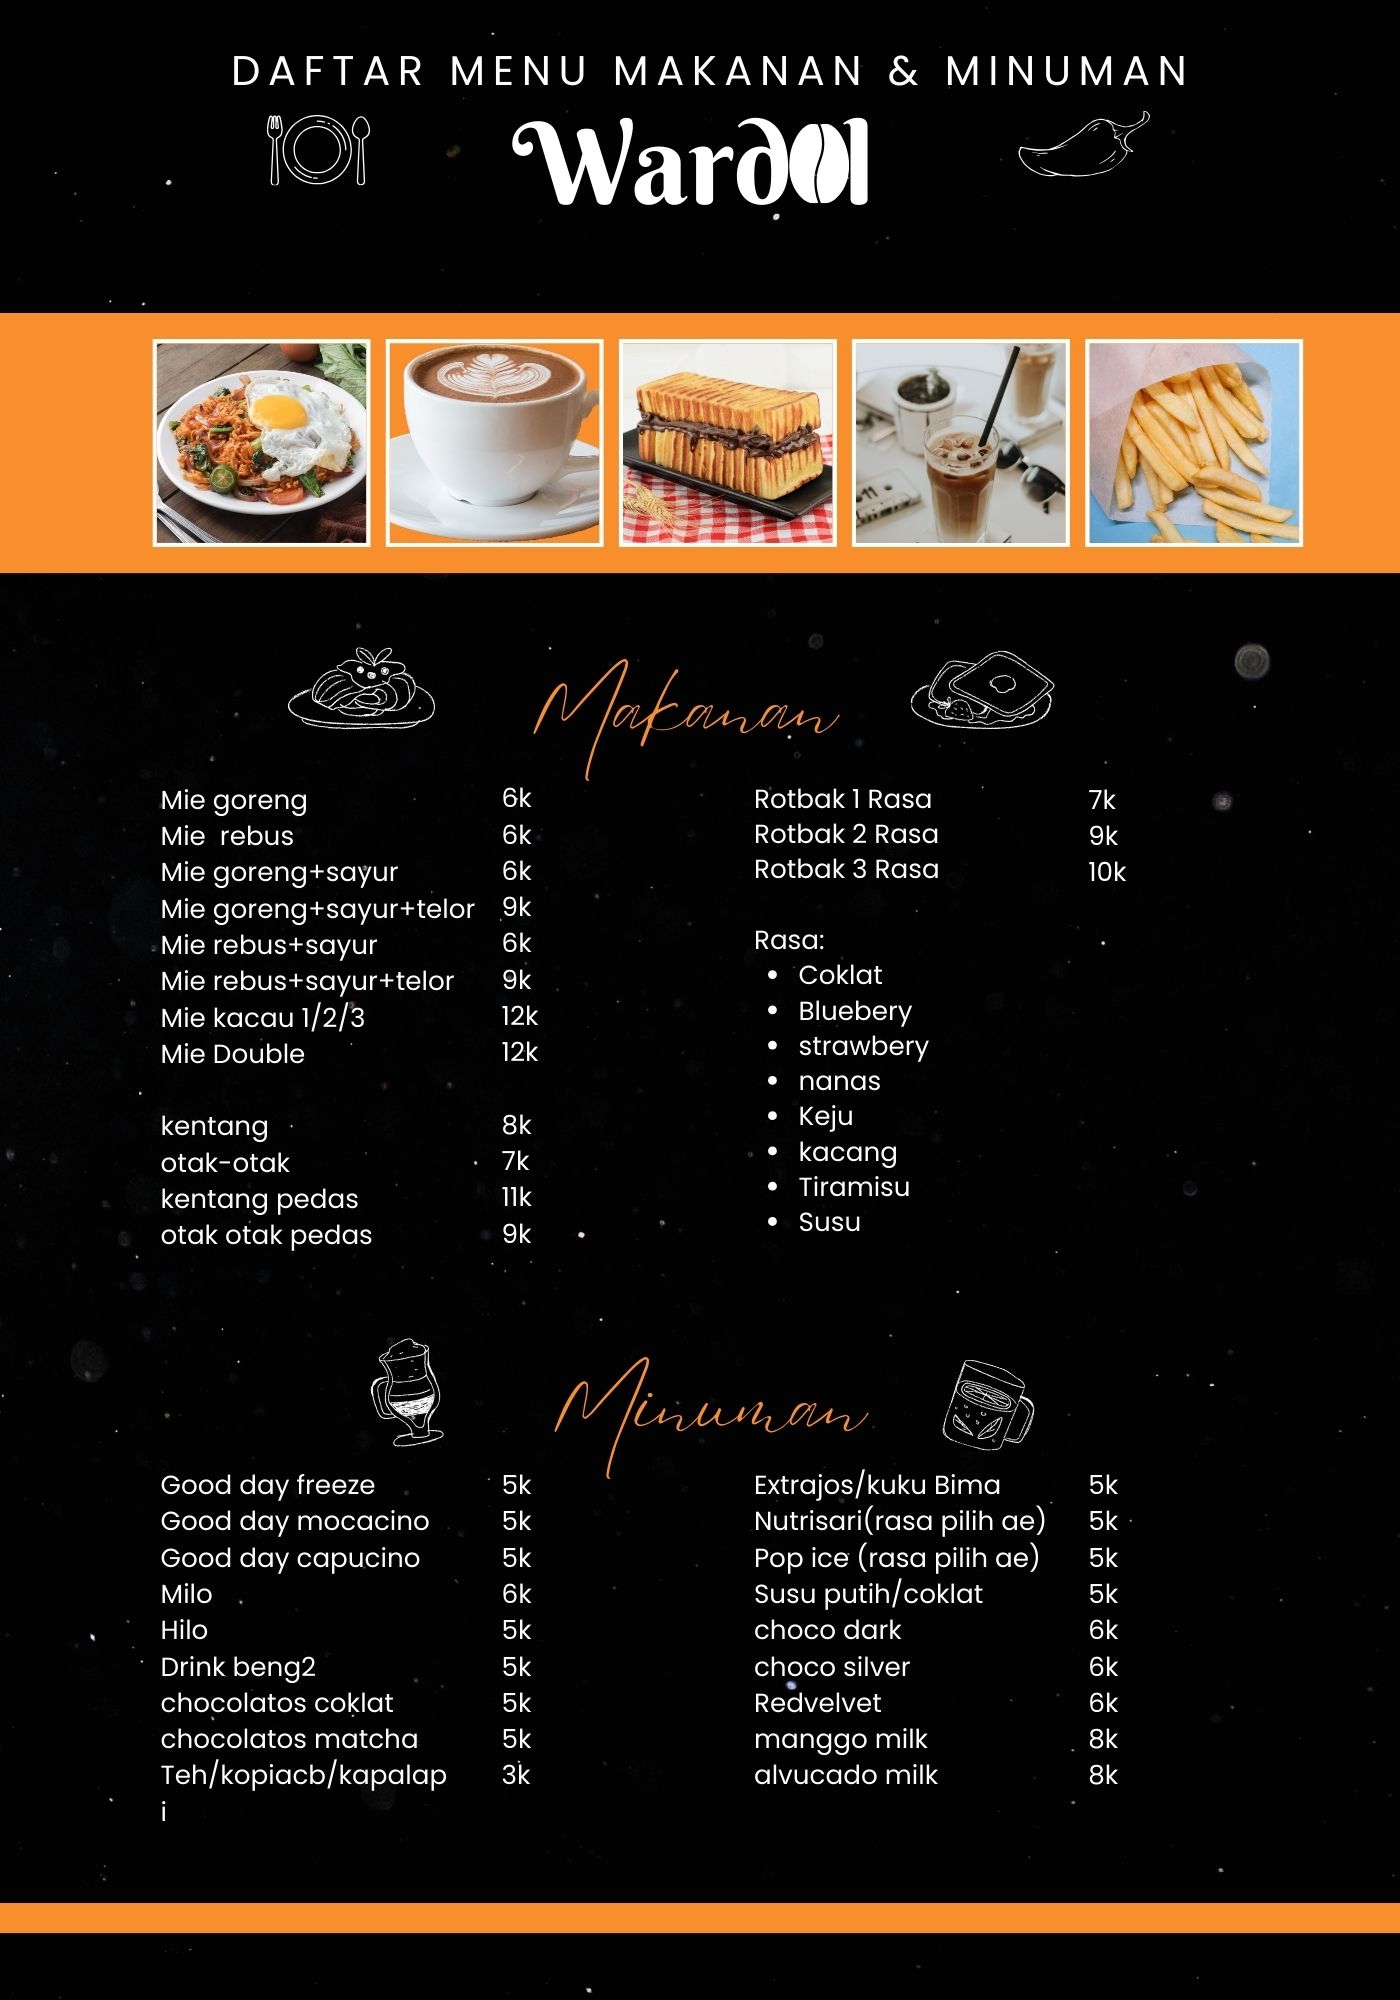 DAFTAR MENU MAKANAN & MINUMAN
Wardol
Makanan
Mie goreng 6k
Mie  rebus 6k
Mie goreng+sayur 6k
Mie goreng+sayur+telor 9k
Mie rebus+sayur 6k
Mie rebus+sayur+telor 9k
Mie kacau 1/2/3 12k
Mie Double 12k
kentang 8k
otak-otak 7k
kentang pedas 11k
otak otak pedas 9k
Rotbak 1 Rasa 7k
Rotbak 2 Rasa 9k
Rotbak 3 Rasa 10k
Rasa:
• Coklat
• Bluebery
• strawbery
• nanas
• Keju
• kacang
• Tiramisu
• Susu
Minuman
Good day freeze 5k
Good day mocacino 5k
Good day capucino 5k
Milo 6k
Hilo 5k
Drink beng2 5k
chocolatos coklat 5k
chocolatos matcha 5k
Teh/kopiacb/kapalap 3k
i
Extrajos/kuku Bima 5k
Nutrisari(rasa pilih ae) 5k
Pop ice (rasa pilih ae) 5k
Susu putih/coklat 5k
choco dark 6k
choco silver 6k
Redvelvet 6k
manggo milk 8k
alvucado milk 8k